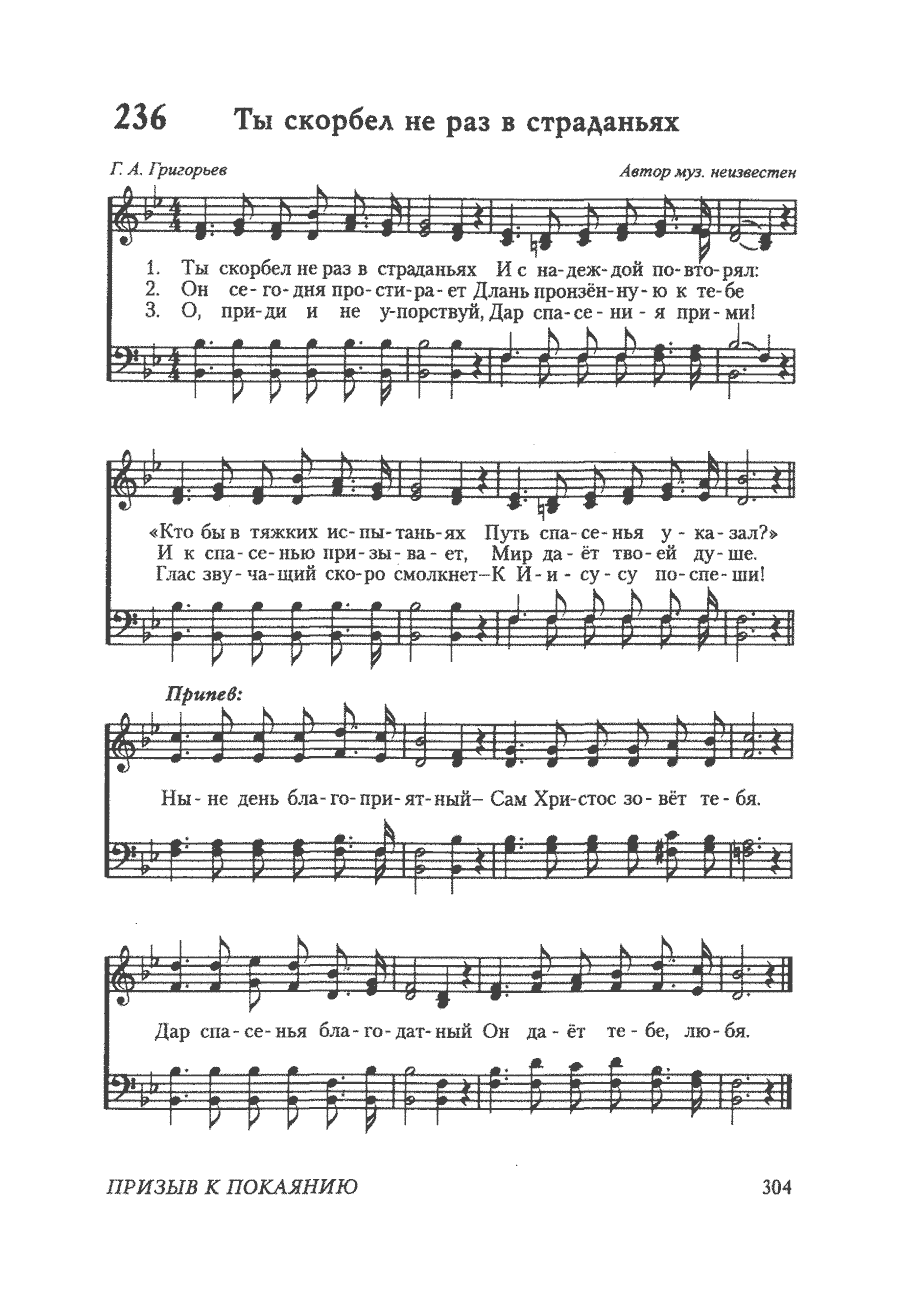 236 Ты скорбел не раз в страданьях
Г. А. Григорьев Автор муз. неизвестен
1. Ты скорбел не раз в страданьях И с на-деж-дой по-вто-рял:
2. Он се-го-дня про-сти-ра-ет Длань пронзён-ну-ю к те-бе
3. О, при-ди и не у-порствуй, Дар спа-се-ни-я при-ми!
«Кто бы в тяжких ис-пы-тань-ях Путь спа-се-нья у-ка-зал?»
И к спа-се-нью при-зы-ва-ет, Мир да-ёт тво-ей ду-ше.
Глас зву-ча-щий ско-ро смолкнет–К И-и-су-су по-спе-ши!
Припев:
Ны-не день бла-го-при-ят-ный– Сам Хри-стос зо-вёт те-бя.
Дар спа-се-нья бла-го-дат-ный Он да-ёт те-бе, лю-бя.
ПРИЗЫВ К ПОКАЯНИЮ 304